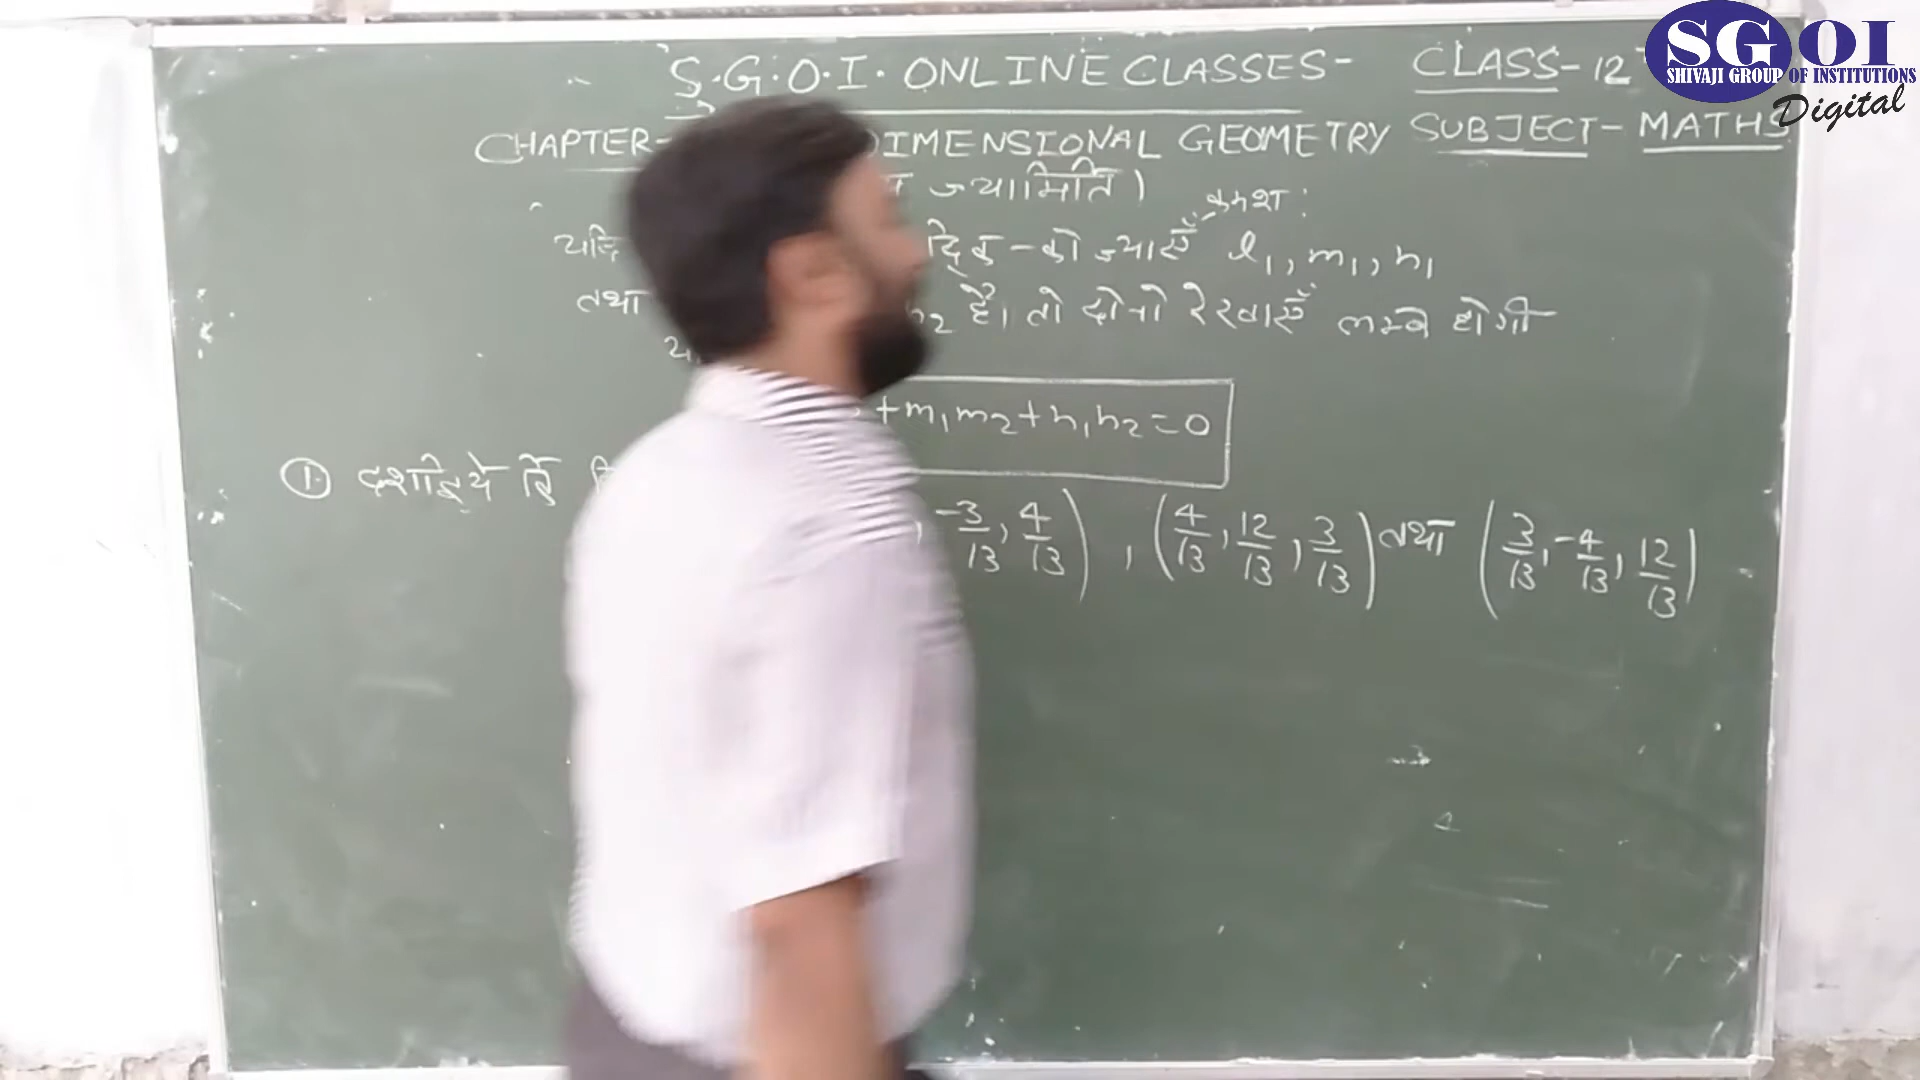 SGOI
SHIVAJI GROUP OF INSTITUTIONS
Digital
S.G.O.I. ONLINE CLASSES- CLASS-12
CHAPTER- DIMENSIONAL GEOMETRY SUBJECT-MATHS
ज्यामिति)
क्रमश:
यदि दिक्-कोज्याएँ l₁, m₁, n₁
तथा n₂ है। तो दोनो रेखाएँ लम्ब होगी
+m₁m₂+n₁n₂=0
① दर्शाइये कि
, -3/13, 4/13), (4/13, 12/13, 3/13) तथा (3/13, -4/13, 12/13)